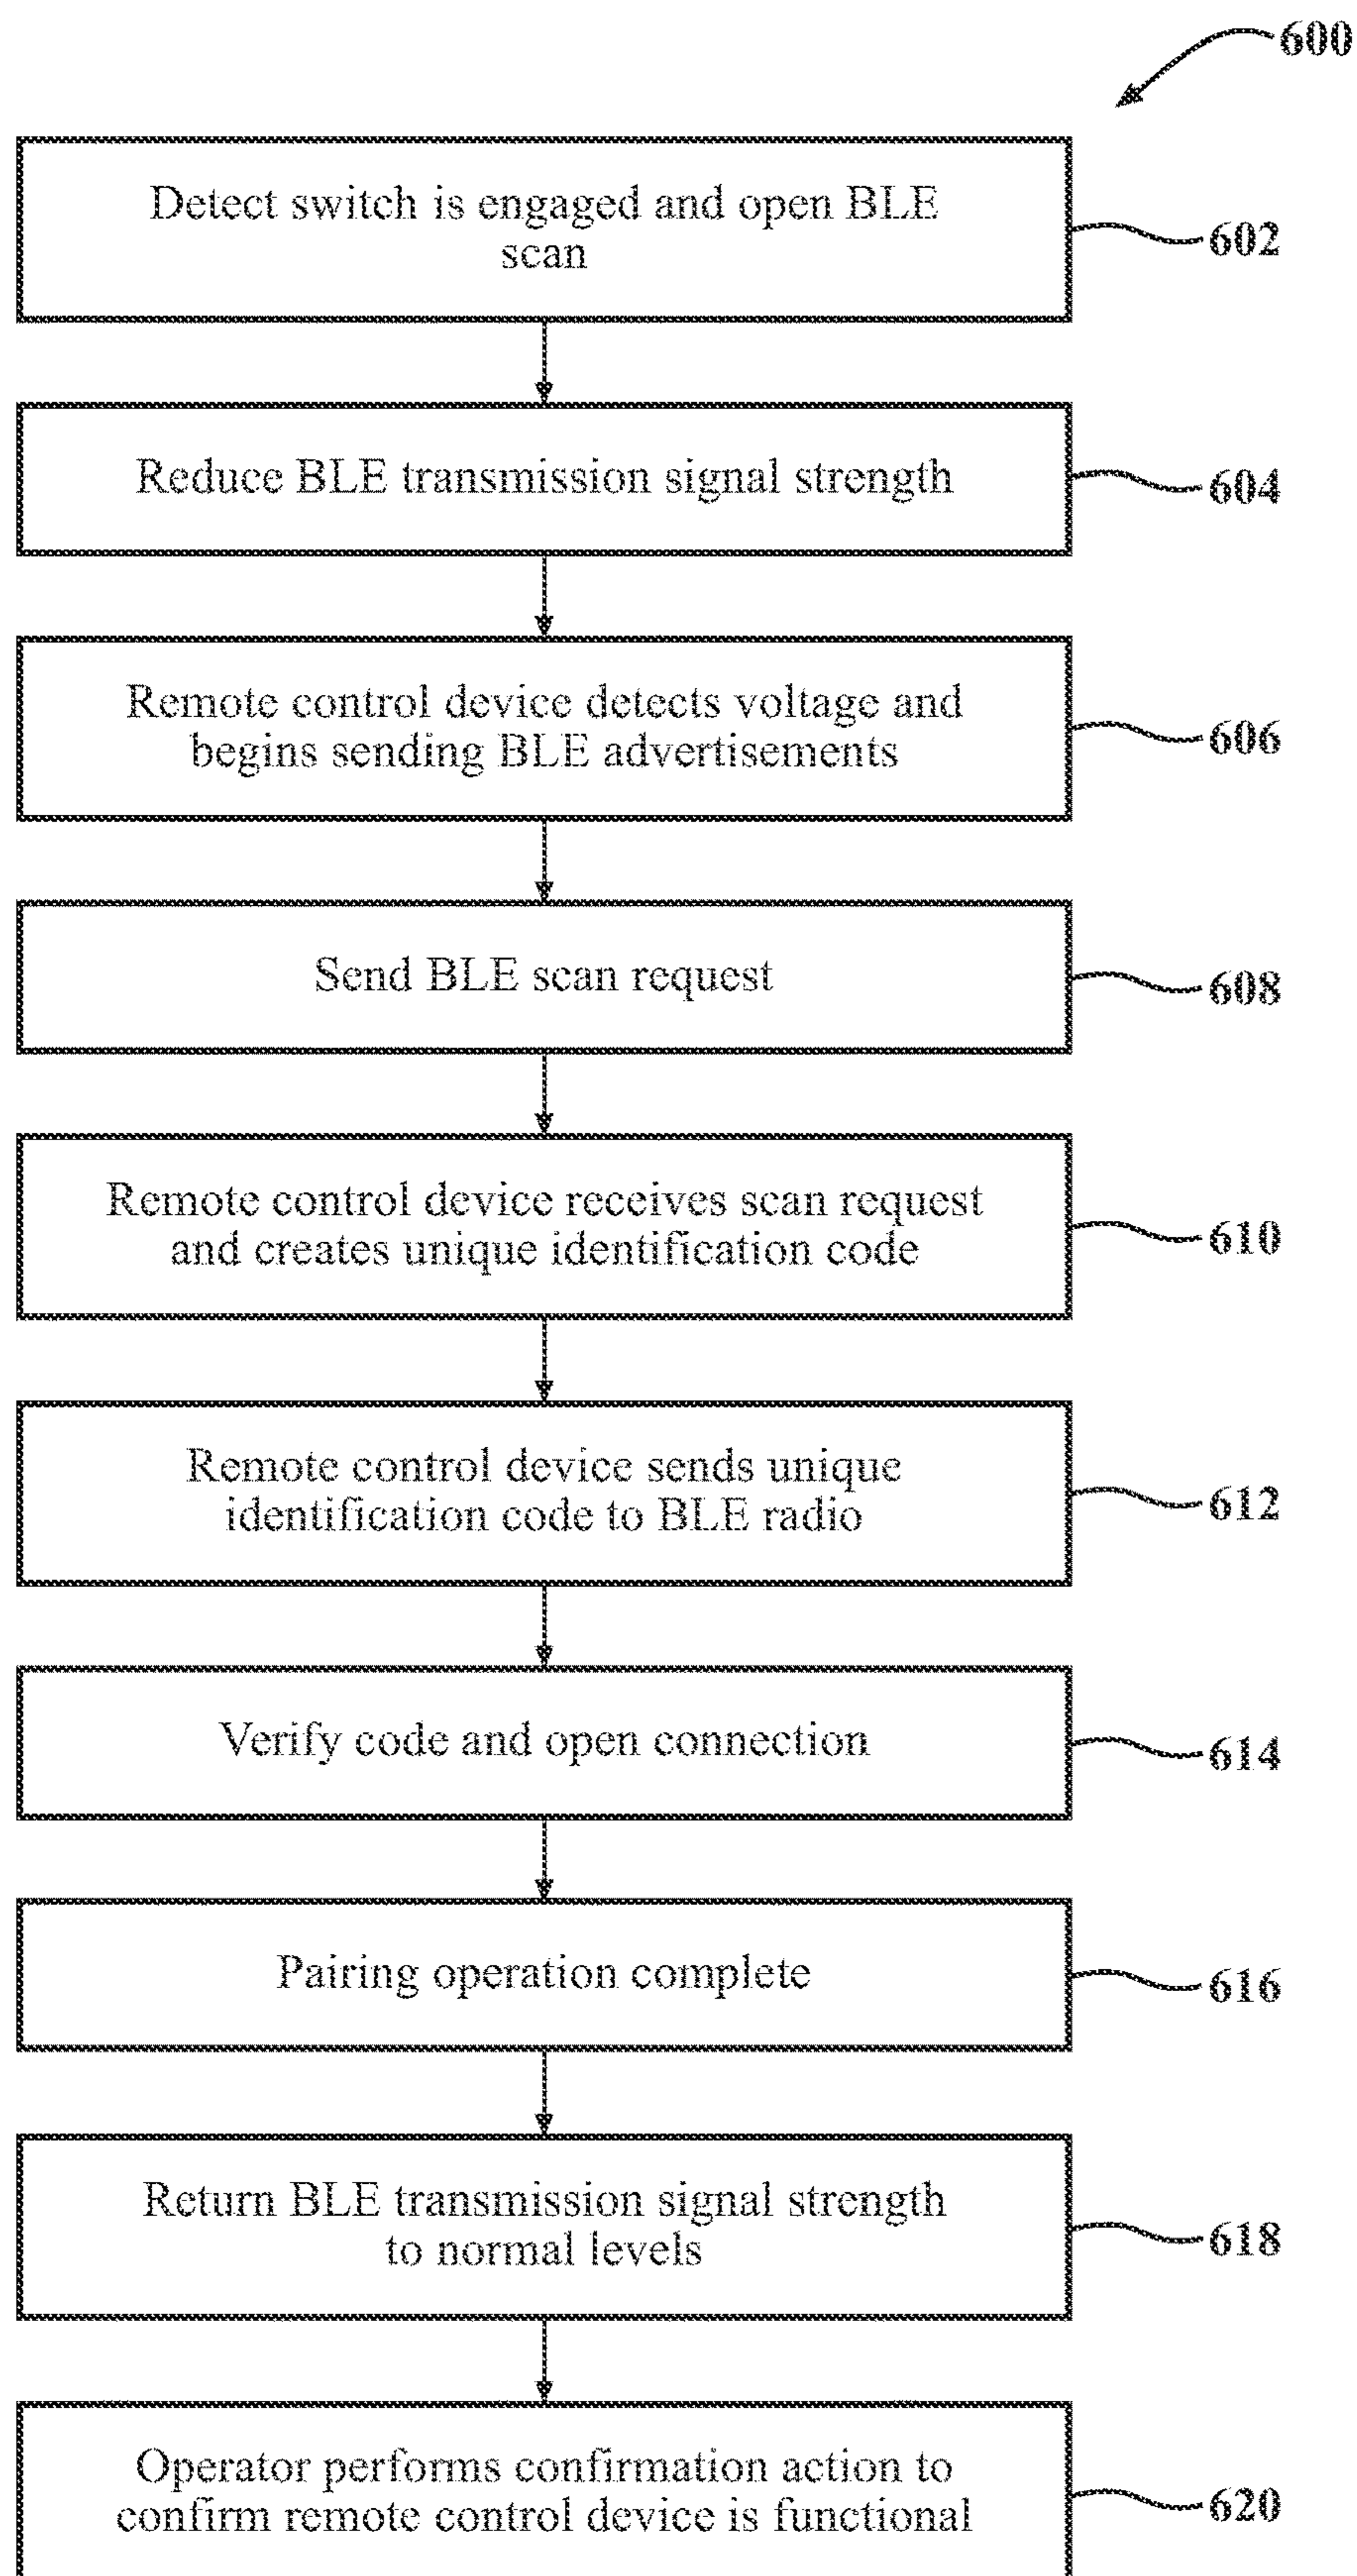 600
Detect switch is engaged and open BLE
scan
602
Reduce BLE transmission signal strength
604
Remote control device detects voltage and
begins sending BLE advertisements
606
Send BLE scan request
608
Remote control device receives scan request
and creates unique identification code
610
Remote control device sends unique
identification code to BLE radio
612
Verify code and open connection
614
Pairing operation complete
616
Return BLE transmission signal strength
to normal levels
618
Operator performs confirmation action to
confirm remote control device is functional
620